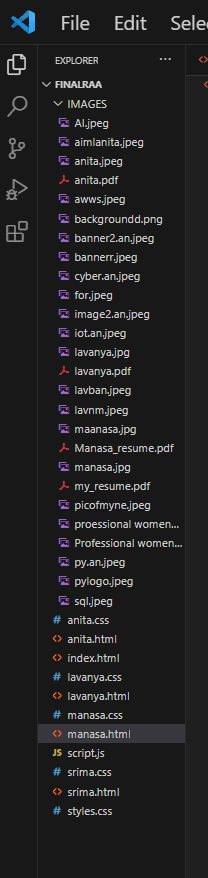 File Edit Selec
EXPLORER ···
FINALRAA
IMAGES
AI.jpeg
aimlanita.jpeg
anita.jpeg
anita.pdf
awws.jpeg
backgroundd.png
banner2.an.jpeg
bannerr.jpeg
cyber.an.jpeg
for.jpeg
image2.an.jpeg
iot.an.jpeg
lavanya.jpg
lavanya.pdf
lavban.jpeg
lavnm.jpeg
maanasa.jpg
Manasa_resume.pdf
manasa.jpg
my_resume.pdf
picofmyne.jpeg
proessional women...
Professional women...
py.an.jpeg
pylogo.jpeg
sql.jpeg
# anita.css
<> anita.html
<> index.html
# lavanya.css
<> lavanya.html
# manasa.css
<> manasa.html
JS script.js
# srima.css
<> srima.html
# styles.css